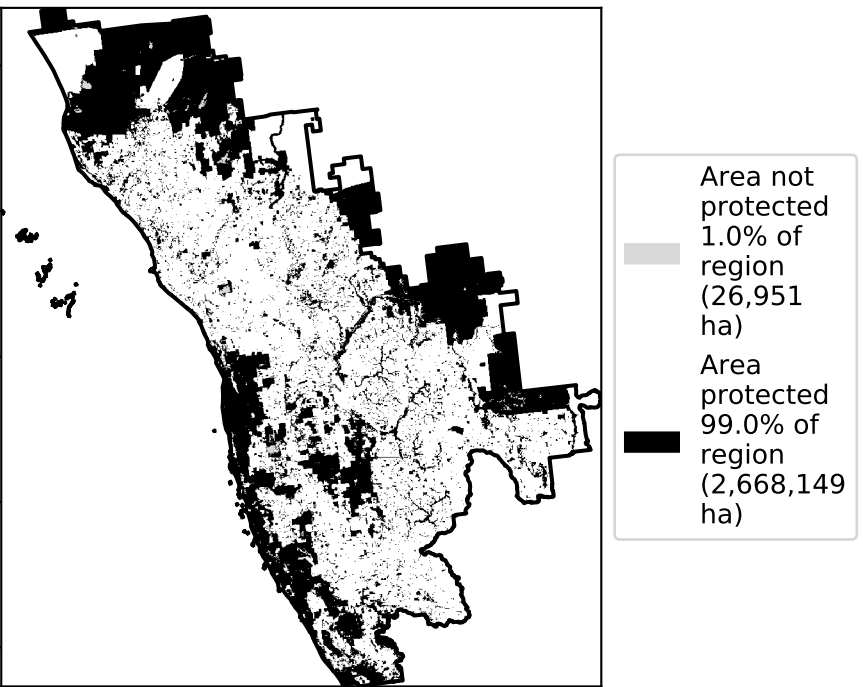 Area not
protected
1.0% of
region
(26,951
ha)
Area
protected
99.0% of
region
(2,668,149
ha)